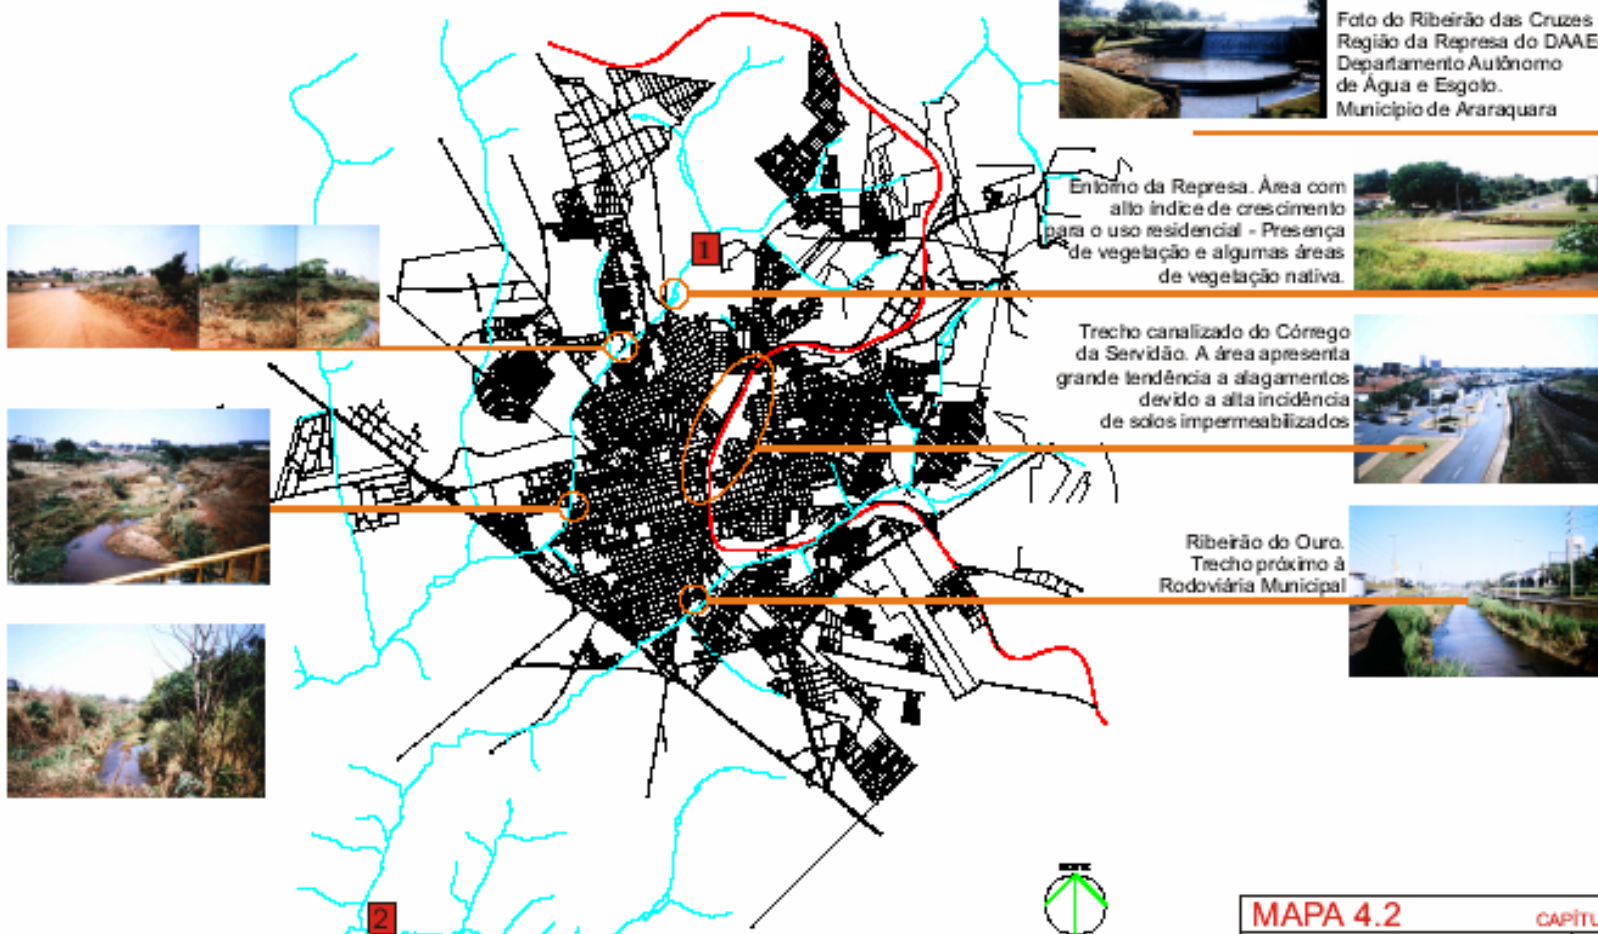 Foto do Ribeirão das Cruzes
Região da Represa do DAAE
Departamento Autônomo
de Água e Esgoto.
Município de Araraquara
Entorno da Represa. Área com
alto índice de crescimento
para o uso residencial - Presença
de vegetação e algumas áreas
de vegetação nativa.
1
Trecho canalizado do Córrego
da Servidão. A área apresenta
grande tendência a alagamentos
devido a alta incidência
de solos impermeabilizados
Ribeirão do Ouro.
Trecho próximo à
Rodoviária Municipal
2
MAPA 4.2